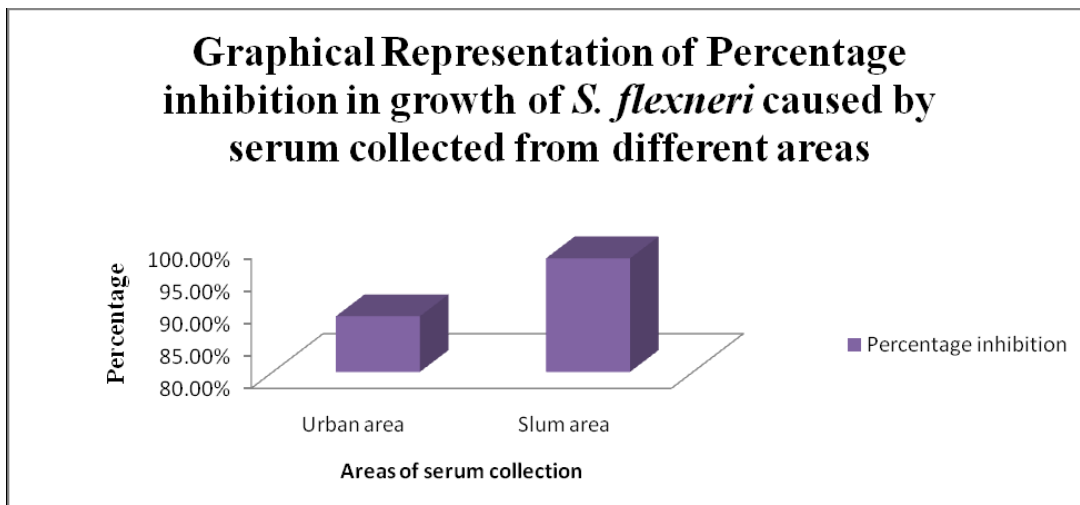 Graphical Representation of Percentage
inhibition in growth of S. flexneri caused by
serum collected from different areas
Percentage
100.00%
95.00%
90.00%
85.00%
80.00%
Urban area
Slum area
Areas of serum collection
Percentage inhibition